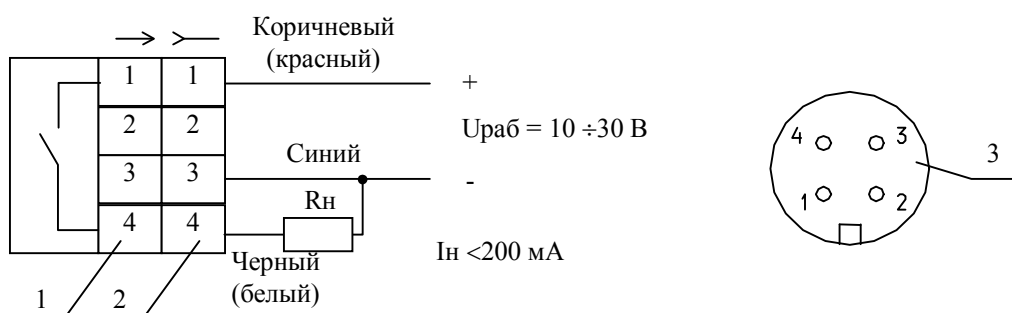 Коричневый
(красный)
1 1
2 2
3 3
4 4
+
Uраб = 10 ÷30 В
Синий
-
Rн
Iн <200 мА
Черный
(белый)
1 2
4 3
1 2
3